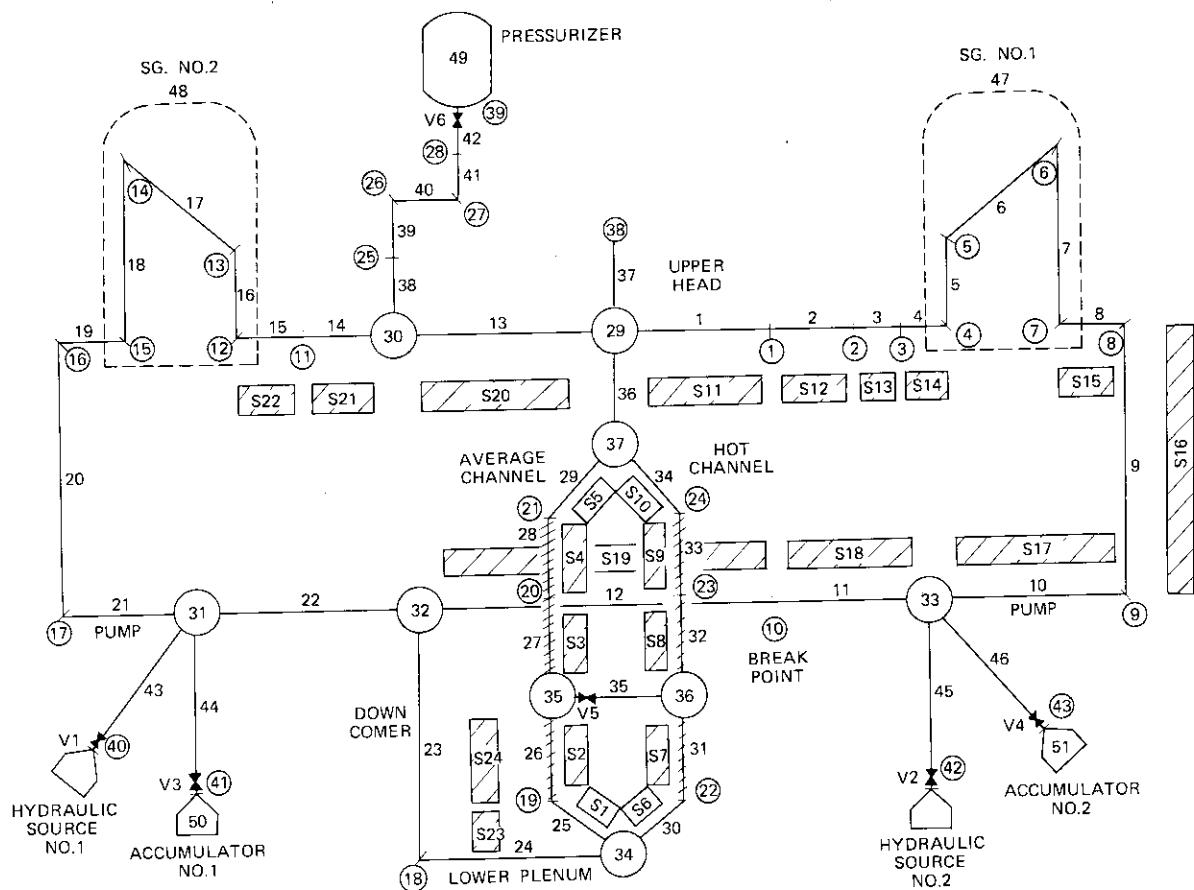 PRESSURIZER
49
39
V6
42
28
41
26
40
27
39
25
38
30
SG. NO.2
48
14
17
18
13
16
19
16
15
12
15
14
11
13
38
37
UPPER HEAD
29
1
2
3
4
1
2
3
SG. NO.1
47
6
6
5
7
5
4
7
8
8
S22
S21
S20
S11
S12
S13
S14
S15
S16
36
20
9
37
AVERAGE CHANNEL
HOT CHANNEL
29
34
S5
S10
21
24
28
S4
S19
S9
33
S18
S17
20
23
12
11
33
10
PUMP
9
17
21
PUMP
31
22
32
27
S3
S8
32
10
BREAK POINT
35
V5
35
36
43
44
DOWN COMER
23
S24
26
S2
S7
31
45
46
V4
43
51
ACCUMULATOR NO.2
V1
40
V3
41
50
HYDRAULIC SOURCE NO.1
ACCUMULATOR NO.1
V2
42
HYDRAULIC SOURCE NO.2
19
S1
S6
22
25
30
34
S23
24
18
LOWER PLENUM